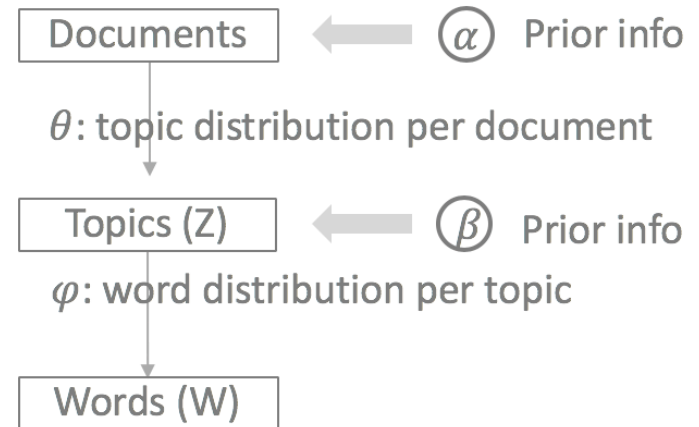 Documents
α Prior info
θ: topic distribution per document
Topics (Z)
β Prior info
φ: word distribution per topic
Words (W)